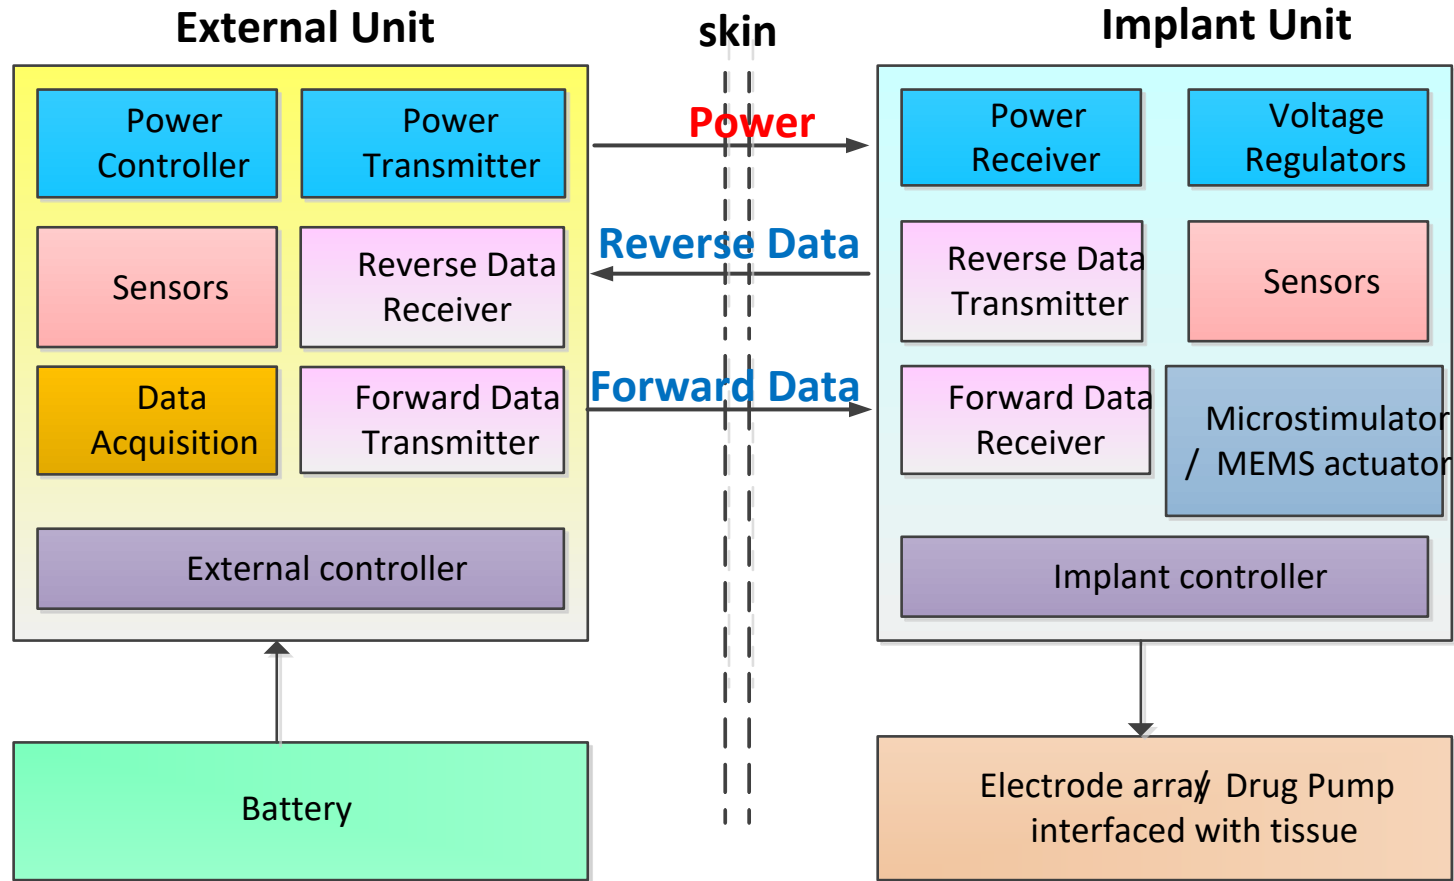 External Unit
skin
Implant Unit
Power
Controller
Power
Transmitter
Power
Power
Receiver
Voltage
Regulators
Sensors
Reverse Data
Receiver
Reverse Data
Reverse Data
Transmitter
Sensors
Data
Acquisition
Forward Data
Transmitter
Forward Data
Forward Data
Receiver
Microstimulator
/ MEMS actuator
External controller
Implant controller
Battery
Electrode array/ Drug Pump
interfaced with tissue